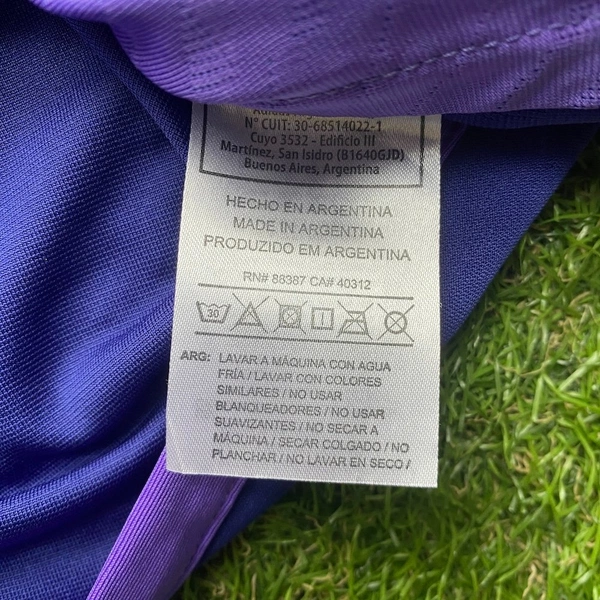 N° CUIT: 30-68514022-1
Cuyo 3532 - Edificio III
Martínez, San Isidro (B1640GJD)
Buenos Aires, Argentina
HECHO EN ARGENTINA
MADE IN ARGENTINA
PRODUZIDO EM ARGENTINA
RN# 88387 CA# 40312
30
ARG: LAVAR A MÁQUINA CON AGUA
FRÍA / LAVAR CON COLORES
SIMILARES / NO USAR
BLANQUEADORES / NO USAR
SUAVIZANTES / NO SECAR A
MÁQUINA / SECAR COLGADO / NO
PLANCHAR / NO LAVAR EN SECO /